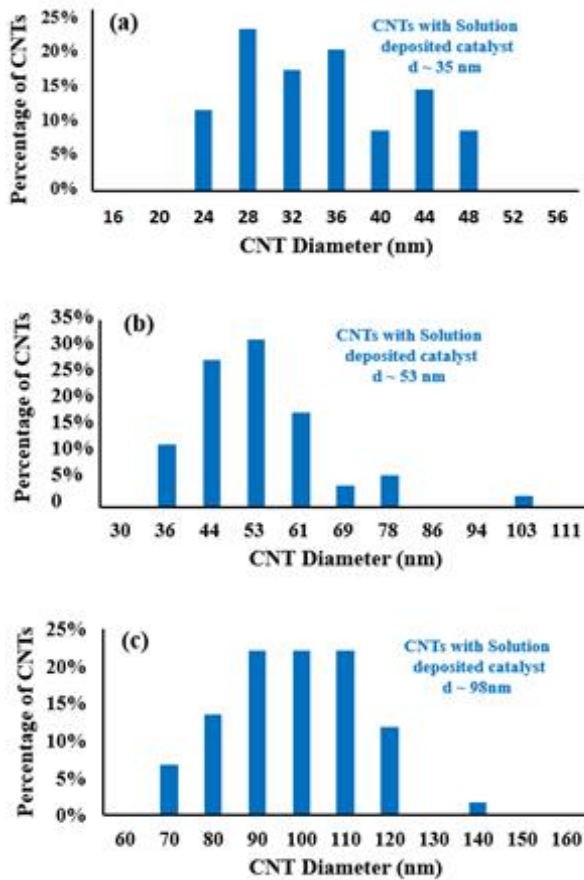 (a)
CNTs with Solution
deposited catalyst
d ~ 35 nm
Percentage of CNTs
25%
20%
15%
10%
5%
0%
16 20 24 28 32 36 40 44 48 52 56
CNT Diameter (nm)
(b)
CNTs with Solution
deposited catalyst
d ~ 53 nm
Percentage of CNTs
35%
30%
25%
20%
15%
10%
5%
0
30 36 44 53 61 69 78 86 94 103 111
CNT Diameter (nm)
(c)
CNTs with Solution
deposited catalyst
d ~ 98nm
Percentage of CNTs
25%
20%
15%
10%
5%
0%
60 70 80 90 100 110 120 130 140 150 160
CNT Diameter (nm)